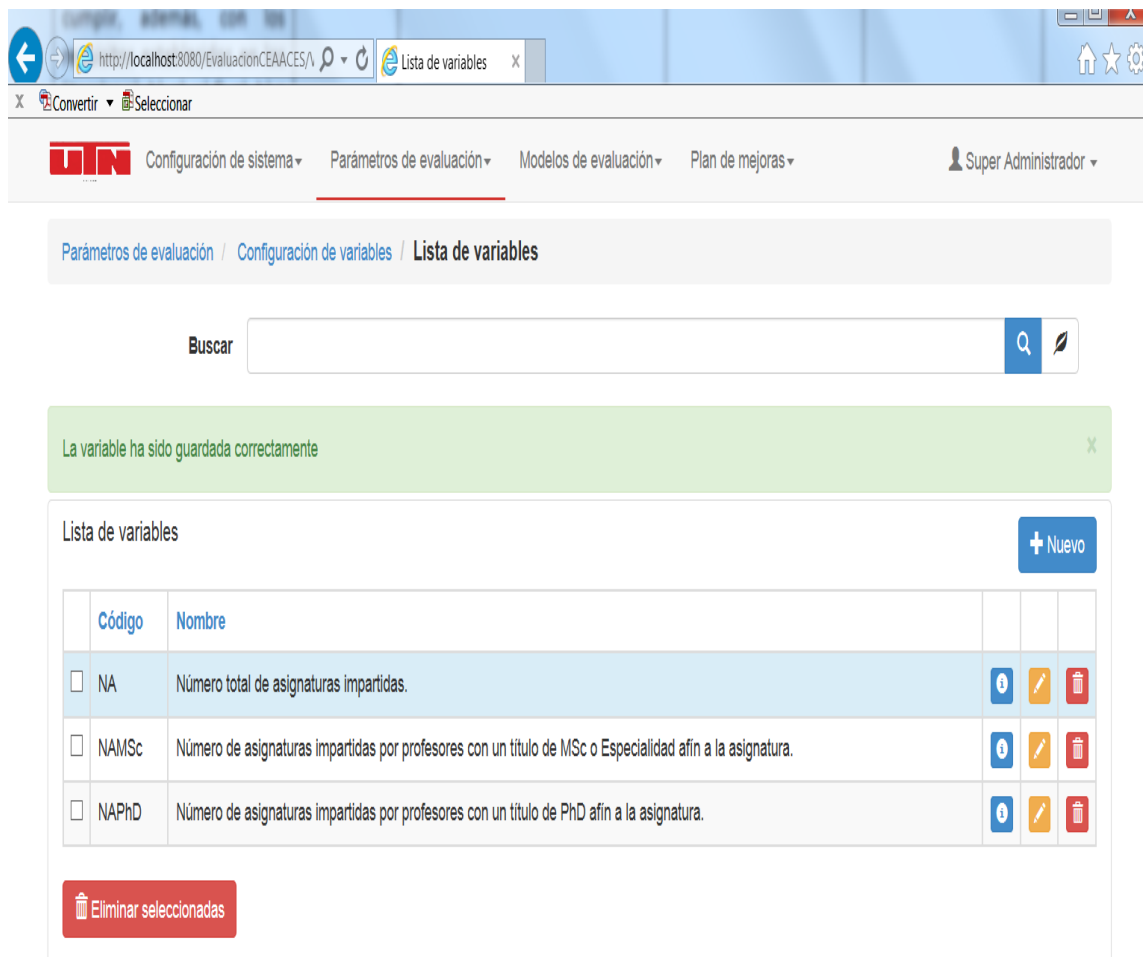 cumplir, además, con los
http://localhost:8080/EvaluacionCEAACES/ Lista de variables
x Convertir Seleccionar
UTN Configuración de sistema Parámetros de evaluación Modelos de evaluación Plan de mejoras Super Administrador
Parámetros de evaluación / Configuración de variables / Lista de variables
Buscar
La variable ha sido guardada correctamente x
Lista de variables
+ Nuevo
Código Nombre
NA Número total de asignaturas impartidas.
NAMSc Número de asignaturas impartidas por profesores con un título de MSc o Especialidad afín a la asignatura.
NAPhD Número de asignaturas impartidas por profesores con un título de PhD afín a la asignatura.
Eliminar seleccionadas